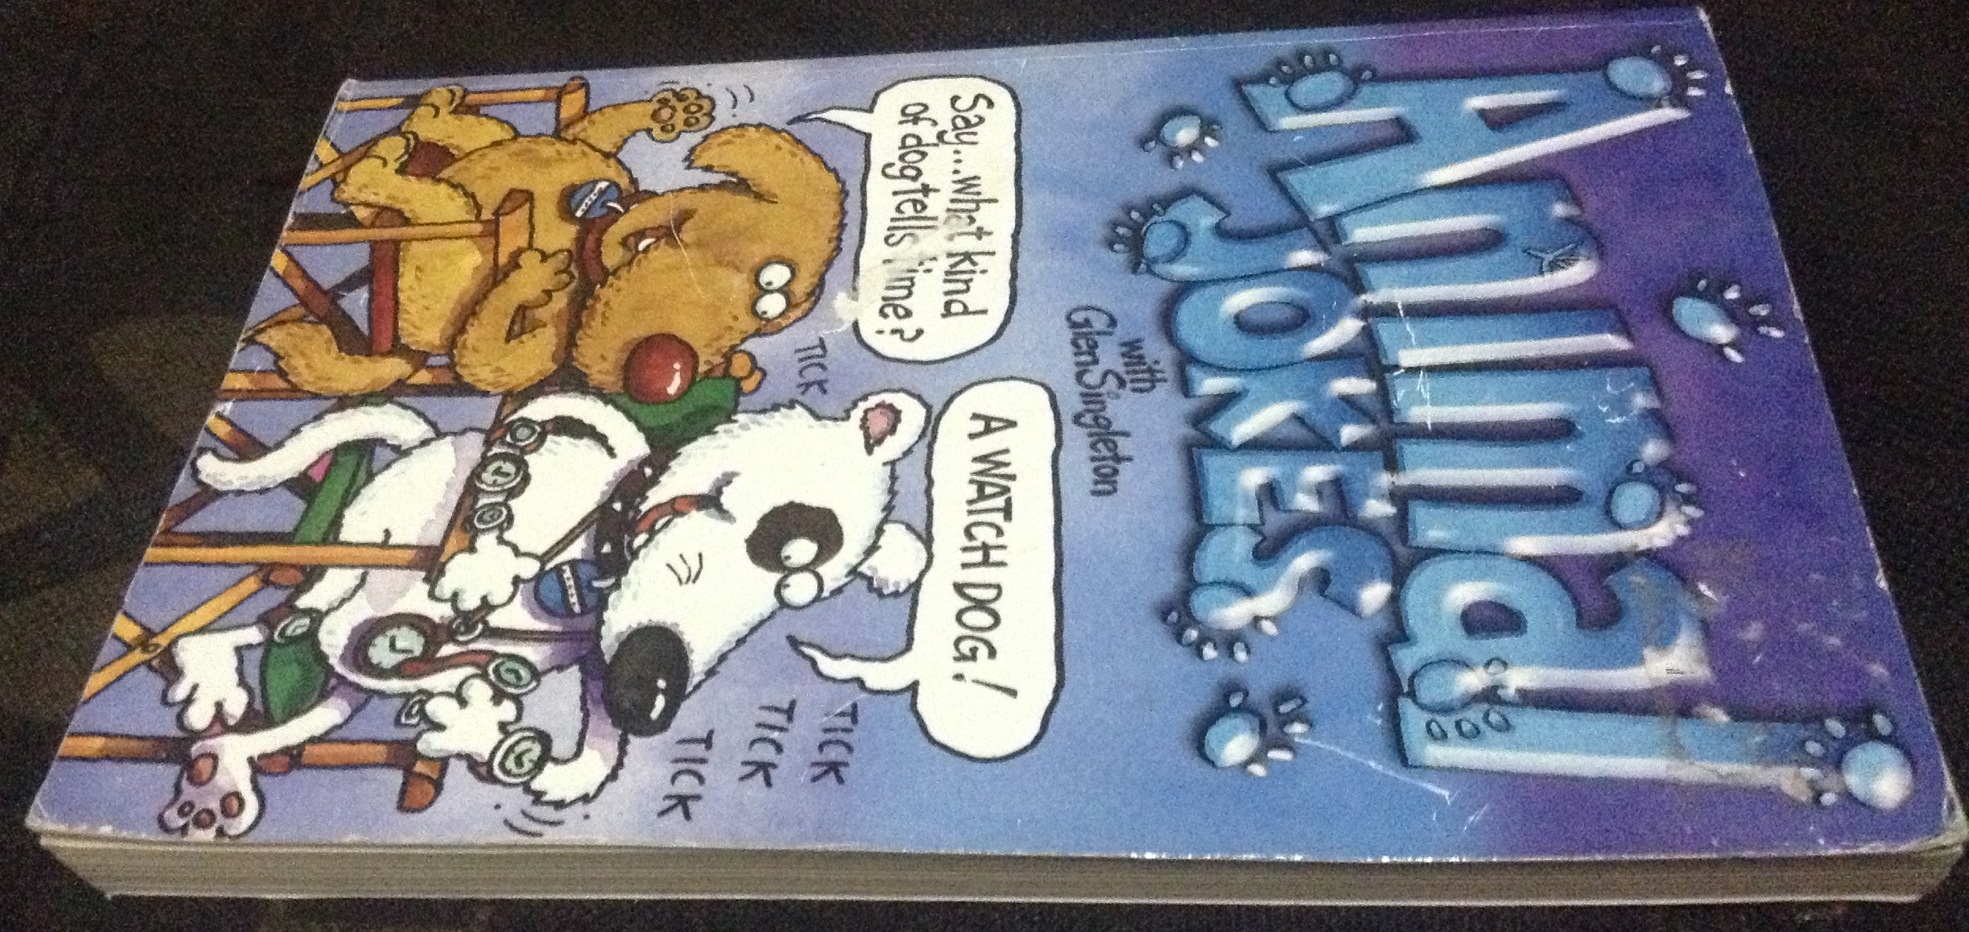 Animal
JOKES
with
Glen Singleton
Say...what kind
of dog tells time?
A WATCH DOG!
TICK
TICK
TICK
TICK